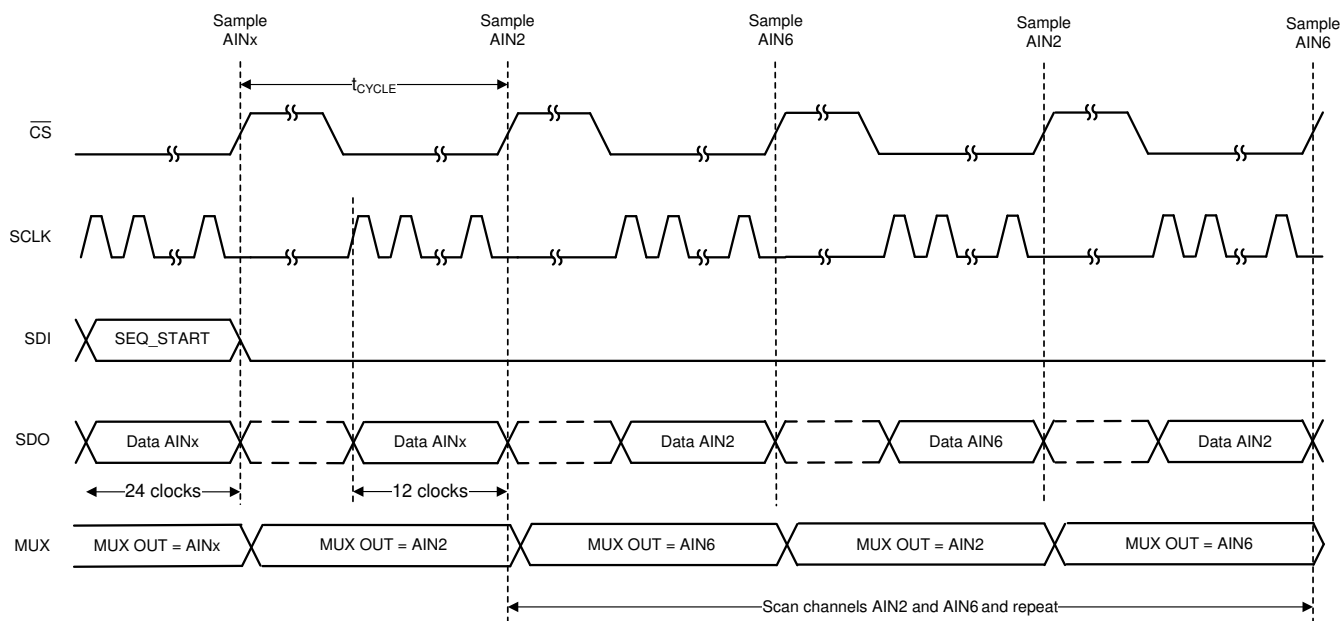 Sample
AINx
Sample
AIN2
Sample
AIN6
Sample
AIN2
Sample
AIN6
tCYCLE
CS
SCLK
SDI
SEQ_START
SDO
Data AINx
Data AINx
Data AIN2
Data AIN6
Data AIN2
24 clocks
12 clocks
MUX
MUX OUT = AINx
MUX OUT = AIN2
MUX OUT = AIN6
MUX OUT = AIN2
MUX OUT = AIN6
Scan channels AIN2 and AIN6 and repeat